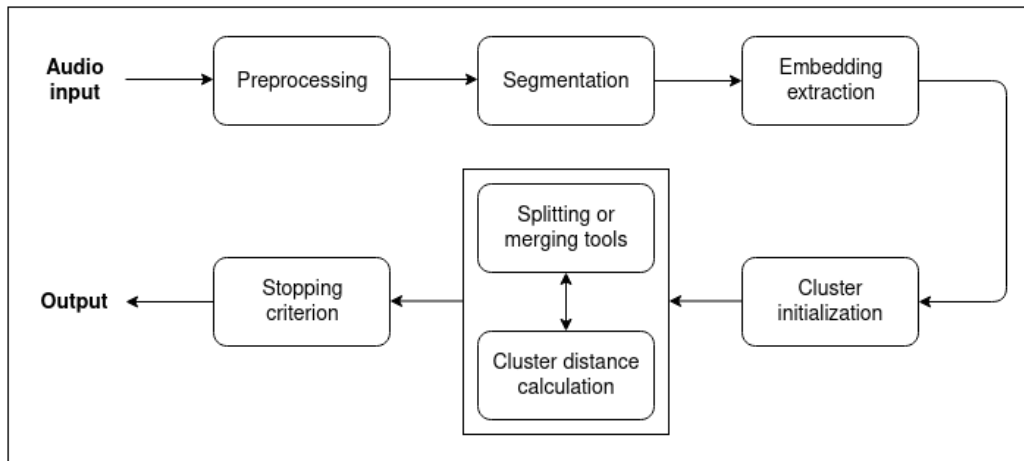 Audio
input
Preprocessing
Segmentation
Embedding
extraction
Splitting or
merging tools
Output
Stopping
criterion
Cluster
initialization
Cluster distance
calculation